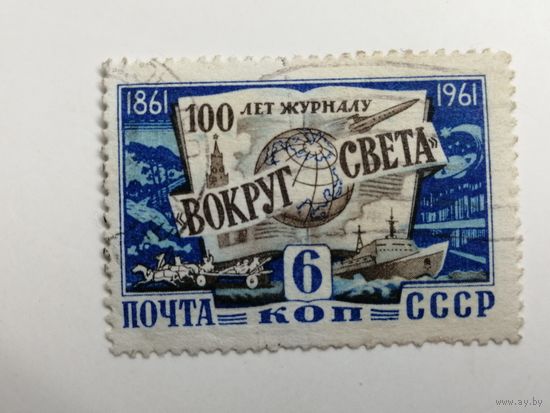 1861 1961
100 ЛЕТ ЖУРНАЛУ
«ВОКРУГ СВЕТА»
6
ПОЧТА КОП СССР
www.ay.by